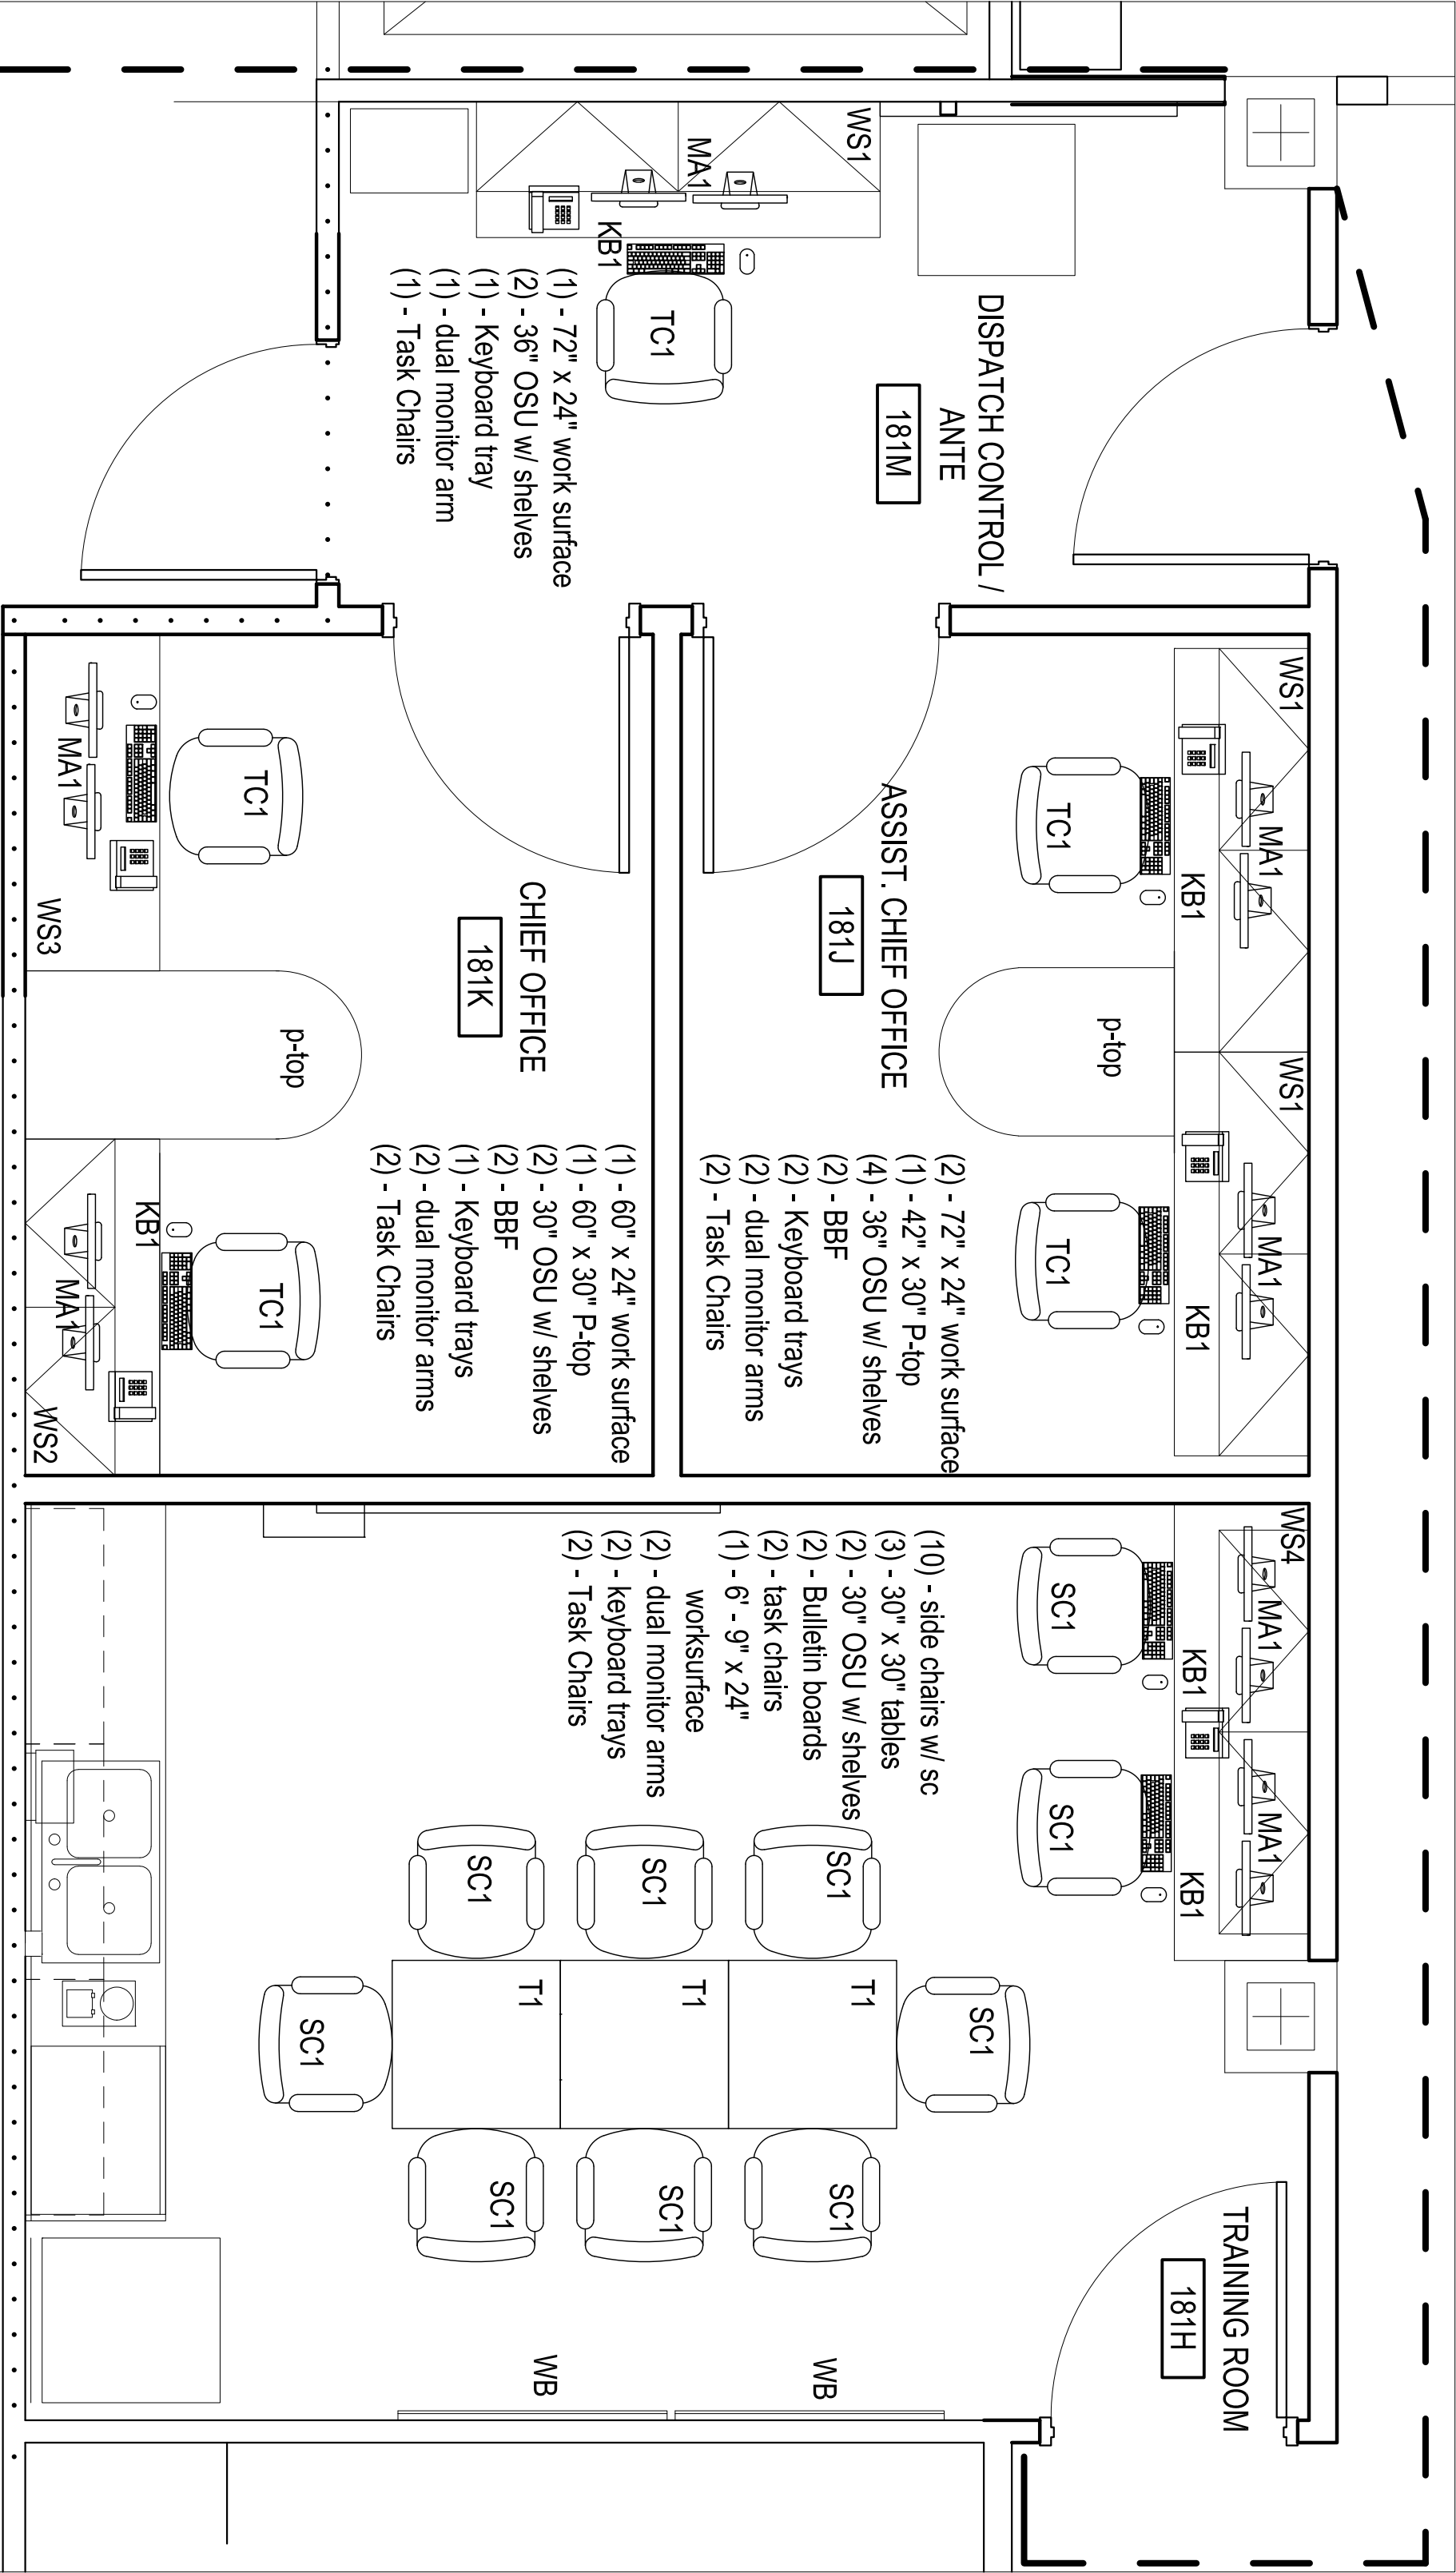 DISPATCH CONTROL /
ANTE
181M
WS1
MA1
KB1
TC1
(1) - 72" x 24" work surface
(2) - 36" OSU w/ shelves
(1) - Keyboard tray
(1) - dual monitor arm
(1) - Task Chairs
WS1
MA1
KB1
TC1
WS1
MA1
KB1
TC1
p-top
ASSIST. CHIEF OFFICE
181J
(2) - 72" x 24" work surface
(1) - 42" x 30" P-top
(4) - 36" OSU w/ shelves
(2) - BBF
(2) - Keyboard trays
(2) - dual monitor arms
(2) - Task Chairs
CHIEF OFFICE
181K
(1) - 60" x 24" work surface
(1) - 60" x 30" P-top
(2) - 30" OSU w/ shelves
(2) - BBF
(1) - Keyboard trays
(2) - dual monitor arms
(2) - Task Chairs
TC1
MA1
WS3
p-top
KB1
TC1
MA1
WS2
WS4
MA1
KB1
SC1
MA1
KB1
SC1
TRAINING ROOM
181H
(10) - side chairs w/ sc
(3) - 30" x 30" tables
(2) - 30" OSU w/ shelves
(2) - Bulletin boards
(2) - task chairs
(1) - 6' - 9" x 24"
worksurface
(2) - dual monitor arms
(2) - keyboard trays
(2) - Task Chairs
SC1
SC1
SC1
SC1
T1
T1
T1
SC1
SC1
SC1
SC1
WB
WB